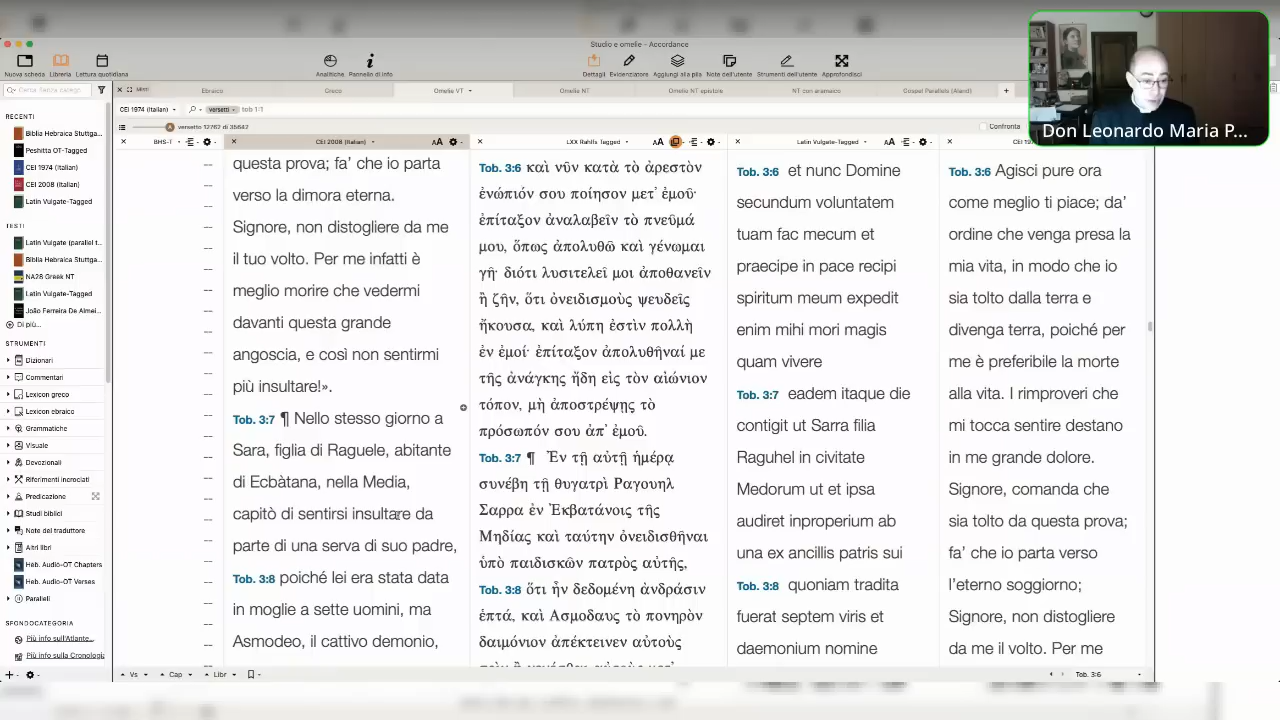 Studio e omelie - Accordance
Nuova scheda
Libreria
Lettura quotidiana
Analitiche
Pannello di info
Dettagli
Evidenziatore
Aggiungi alla pila
Note dell'utente
Strumenti dell'utente
Approfondisci
Ebraico
Greco
Omelie VT
Omelie NT
Omelie NT epistole
NT con aramaico
Gospel Parallels (Aland)
CEI 1974 (Italian)
versetti
tob 1:1
versetto 12762 di 35642
Confronta
RECENTI
Biblia Hebraica Stuttga...
Peshitta OT-Tagged
CEI 1974 (Italian)
CEI 2008 (Italian)
Latin Vulgate-Tagged
TESTI
Latin Vulgate (parallel t...
Biblia Hebraica Stuttga...
NA28 Greek NT
Latin Vulgate-Tagged
João Ferreira De Almei...
Di più...
STRUMENTI
Dizionari
Commentari
Lexicon greco
Lexicon ebraico
Grammatiche
Visuale
Devozionali
Riferimenti incrociati
Predicazione
Studi biblici
Note del traduttore
Altri libri
Heb. Audio-OT Chapters
Heb. Audio-OT Verses
Paralleli
SFONDOCATEGORIA
Più info sull'Atlante...
Più info sulla Cronologia
BHS-T
CEI 2008 (Italian)
questa prova; fa' che io parta
verso la dimora eterna.
Signore, non distogliere da me
il tuo volto. Per me infatti è
meglio morire che vedermi
davanti questa grande
angoscia, e così non sentirmi
più insultare!».
Tob. 3:7 ¶ Nello stesso giorno a
Sara, figlia di Raguele, abitante
di Ecbàtana, nella Media,
capitò di sentirsi insultare da
parte di una serva di suo padre,
Tob. 3:8 poiché lei era stata data
in moglie a sette uomini, ma
Asmodeo, il cattivo demonio,
LXX Rahlfs Tagged
Tob. 3:6 καὶ νῦν κατὰ τὸ ἀρεστὸν
ἐνώπιόν σου ποίησον μετ᾽ ἐμοῦ·
ἐπίταξον ἀναλαβεῖν τὸ πνεῦμά
μου, ὅπως ἀπολυθῶ καὶ γένωμαι
γῆ· διότι λυσιτελεῖ μοι ἀποθανεῖν
ἢ ζῆν, ὅτι ὀνειδισμοὺς ψευδεῖς
ἤκουσα, καὶ λύπη ἐστὶν πολλὴ
ἐν ἐμοί· ἐπίταξον ἀπολυθῆναί με
τῆς ἀνάγκης ἤδη εἰς τὸν αἰώνιον
τόπον, μὴ ἀποστρέψῃς τὸ
πρόσωπόν σου ἀπ᾽ ἐμοῦ.
Tob. 3:7 ¶ Ἐν τῇ αὐτῇ ἡμέρᾳ
συνέβη τῇ θυγατρὶ Ραγουηλ
Σαρρα ἐν Ἐκβατάνοις τῆς
Μηδίας καὶ ταύτην ὀνειδισθῆναι
ὑπὸ παιδισκῶν πατρὸς αὐτῆς,
Tob. 3:8 ὅτι ἦν δεδομένη ἀνδράσιν
ἑπτά, καὶ Ασμοδαυς τὸ πονηρὸν
δαιμόνιον ἀπέκτεινεν αὐτοὺς
Latin Vulgate-Tagged
Tob. 3:6 et nunc Domine
secundum voluntatem
tuam fac mecum et
praecipe in pace recipi
spiritum meum expedit
enim mihi mori magis
quam vivere
Tob. 3:7 eadem itaque die
contigit ut Sarra filia
Raguhel in civitate
Medorum ut et ipsa
audiret inproperium ab
una ex ancillis patris sui
Tob. 3:8 quoniam tradita
fuerat septem viris et
daemonium nomine
Tob. 3:6 Agisci pure ora
come meglio ti piace; da'
ordine che venga presa la
mia vita, in modo che io
sia tolto dalla terra e
divenga terra, poiché per
me è preferibile la morte
alla vita. I rimproveri che
mi tocca sentire destano
in me grande dolore.
Signore, comanda che
sia tolto da questa prova;
fa' che io parta verso
l'eterno soggiorno;
Signore, non distogliere
da me il volto. Per me
Vs
Cap
Libr
Tob. 3:6
Don Leonardo Maria P...